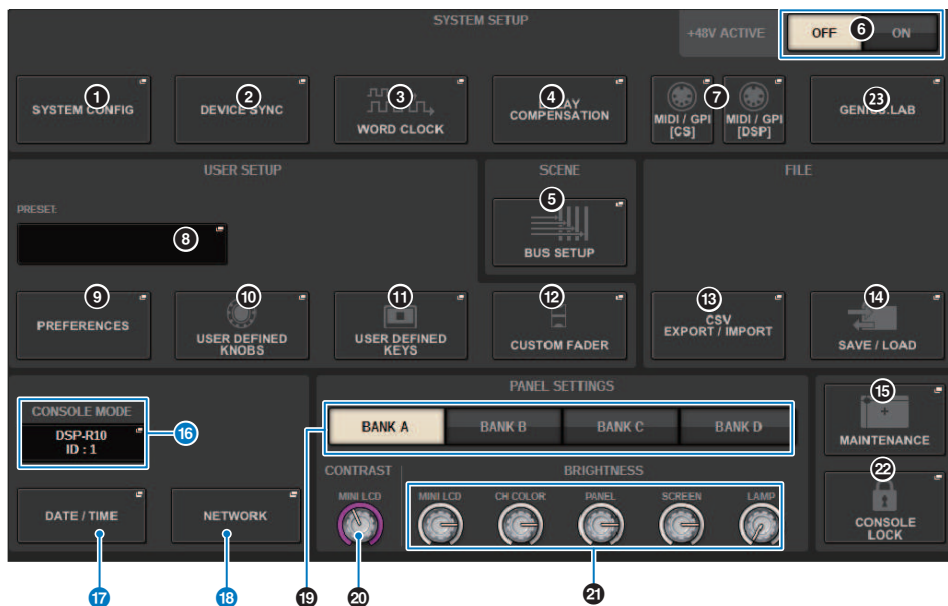 SYSTEM SETUP
+48V ACTIVE
OFF
6
ON
1
SYSTEM CONFIG
2
DEVICE SYNC
3
WORD CLOCK
4
DELAY
COMPENSATION
7
MIDI / GPI
[CS]
MIDI / GPI
[DSP]
23
USER SETUP
SCENE
FILE
PRESET:
8
5
BUS SETUP
9
PREFERENCES
10
USER DEFINED
KNOBS
11
USER DEFINED
KEYS
12
CUSTOM FADER
13
CSV
EXPORT / IMPORT
14
SAVE / LOAD
PANEL SETTINGS
CONSOLE MODE
DSP-R10
ID : 1
16
BANK A
BANK B
BANK C
BANK D
15
MAINTENANCE
CONTRAST
MINI LCD
BRIGHTNESS
MINI LCD
CH COLOR
PANEL
SCREEN
LAMP
DATE / TIME
NETWORK
22
CONSOLE
LOCK
17
18
19
20
21